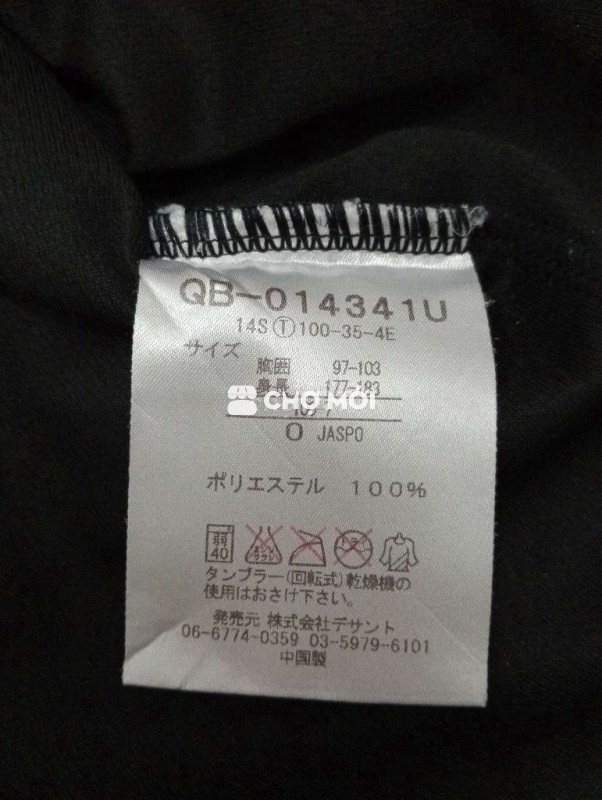 QB-014341U
14S Ⓣ 100-35-4E
サイズ
胸囲 97-103
身長 177-183
CHỢ MỚI
O JASPO
ポリエステル 100%
弱 40
タンブラー(回転式)乾燥機の
使用はおさけ下さい。
発売元 株式会社デサント
06-6774-0359 03-5979-6101
中国製